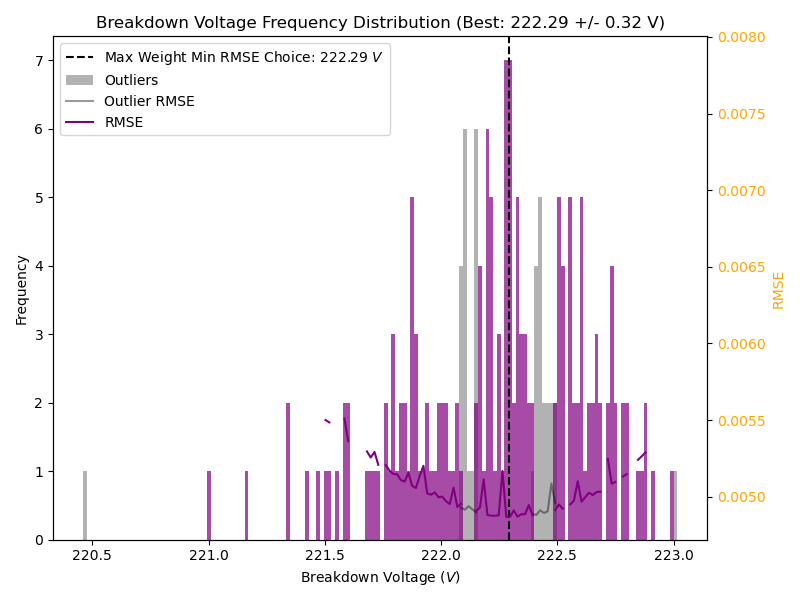 Breakdown Voltage Frequency Distribution (Best: 222.29 +/- 0.32 V)
Max Weight Min RMSE Choice: 222.29 V
Outliers
Outlier RMSE
RMSE
Frequency
7
6
5
4
3
2
1
0
0.0080
0.0075
0.0070
0.0065
0.0060
0.0055
0.0050
RMSE
220.5 221.0 221.5 222.0 222.5 223.0
Breakdown Voltage (V)